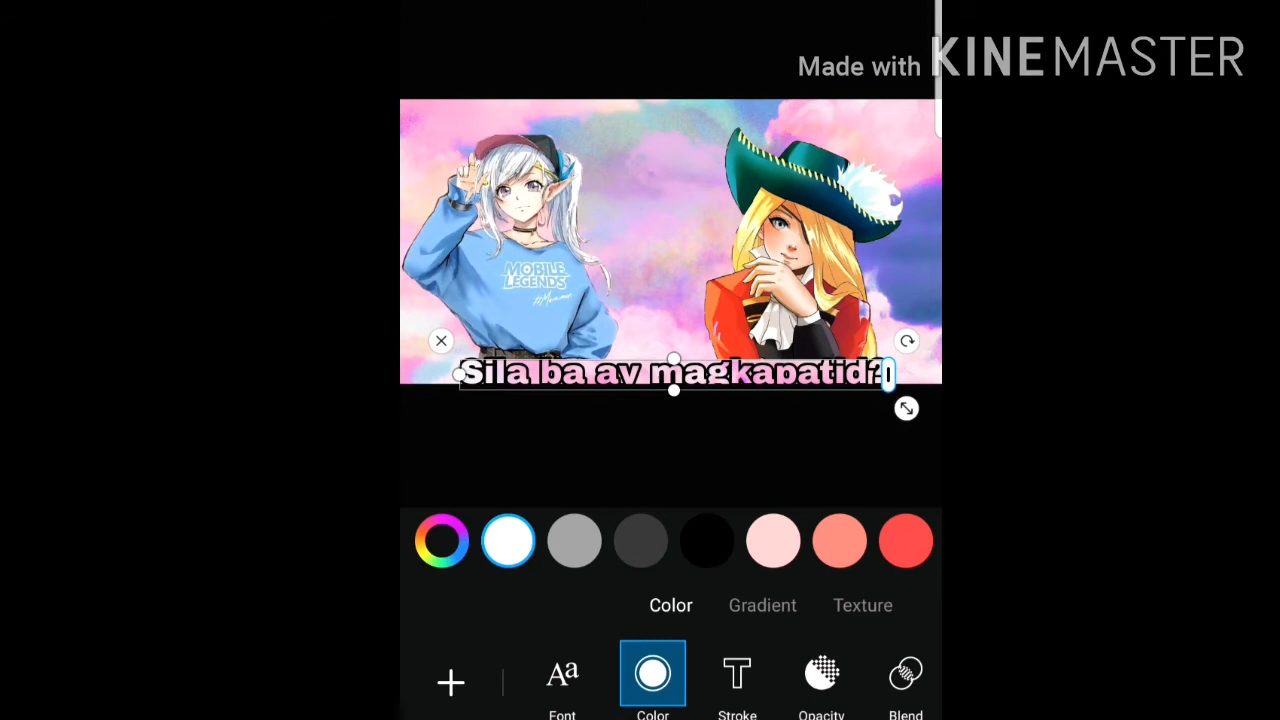 Made with KINEMASTER
MOBILE
LEGENDS
Sila ba ay magkapatid?
Color
Gradient
Texture
Font
Color
Stroke
Opacity
Blend